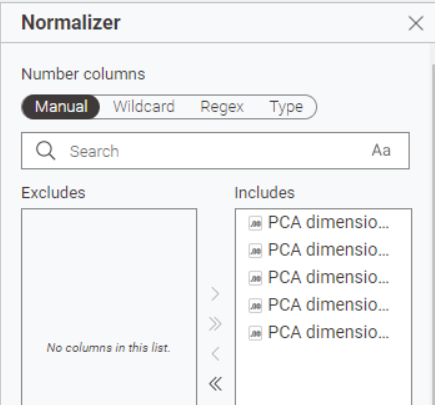 Normalizer
Number columns
Manual Wildcard Regex Type
Search Aa
Excludes Includes
PCA dimensio...
PCA dimensio...
PCA dimensio...
PCA dimensio...
PCA dimensio...
No columns in this list.